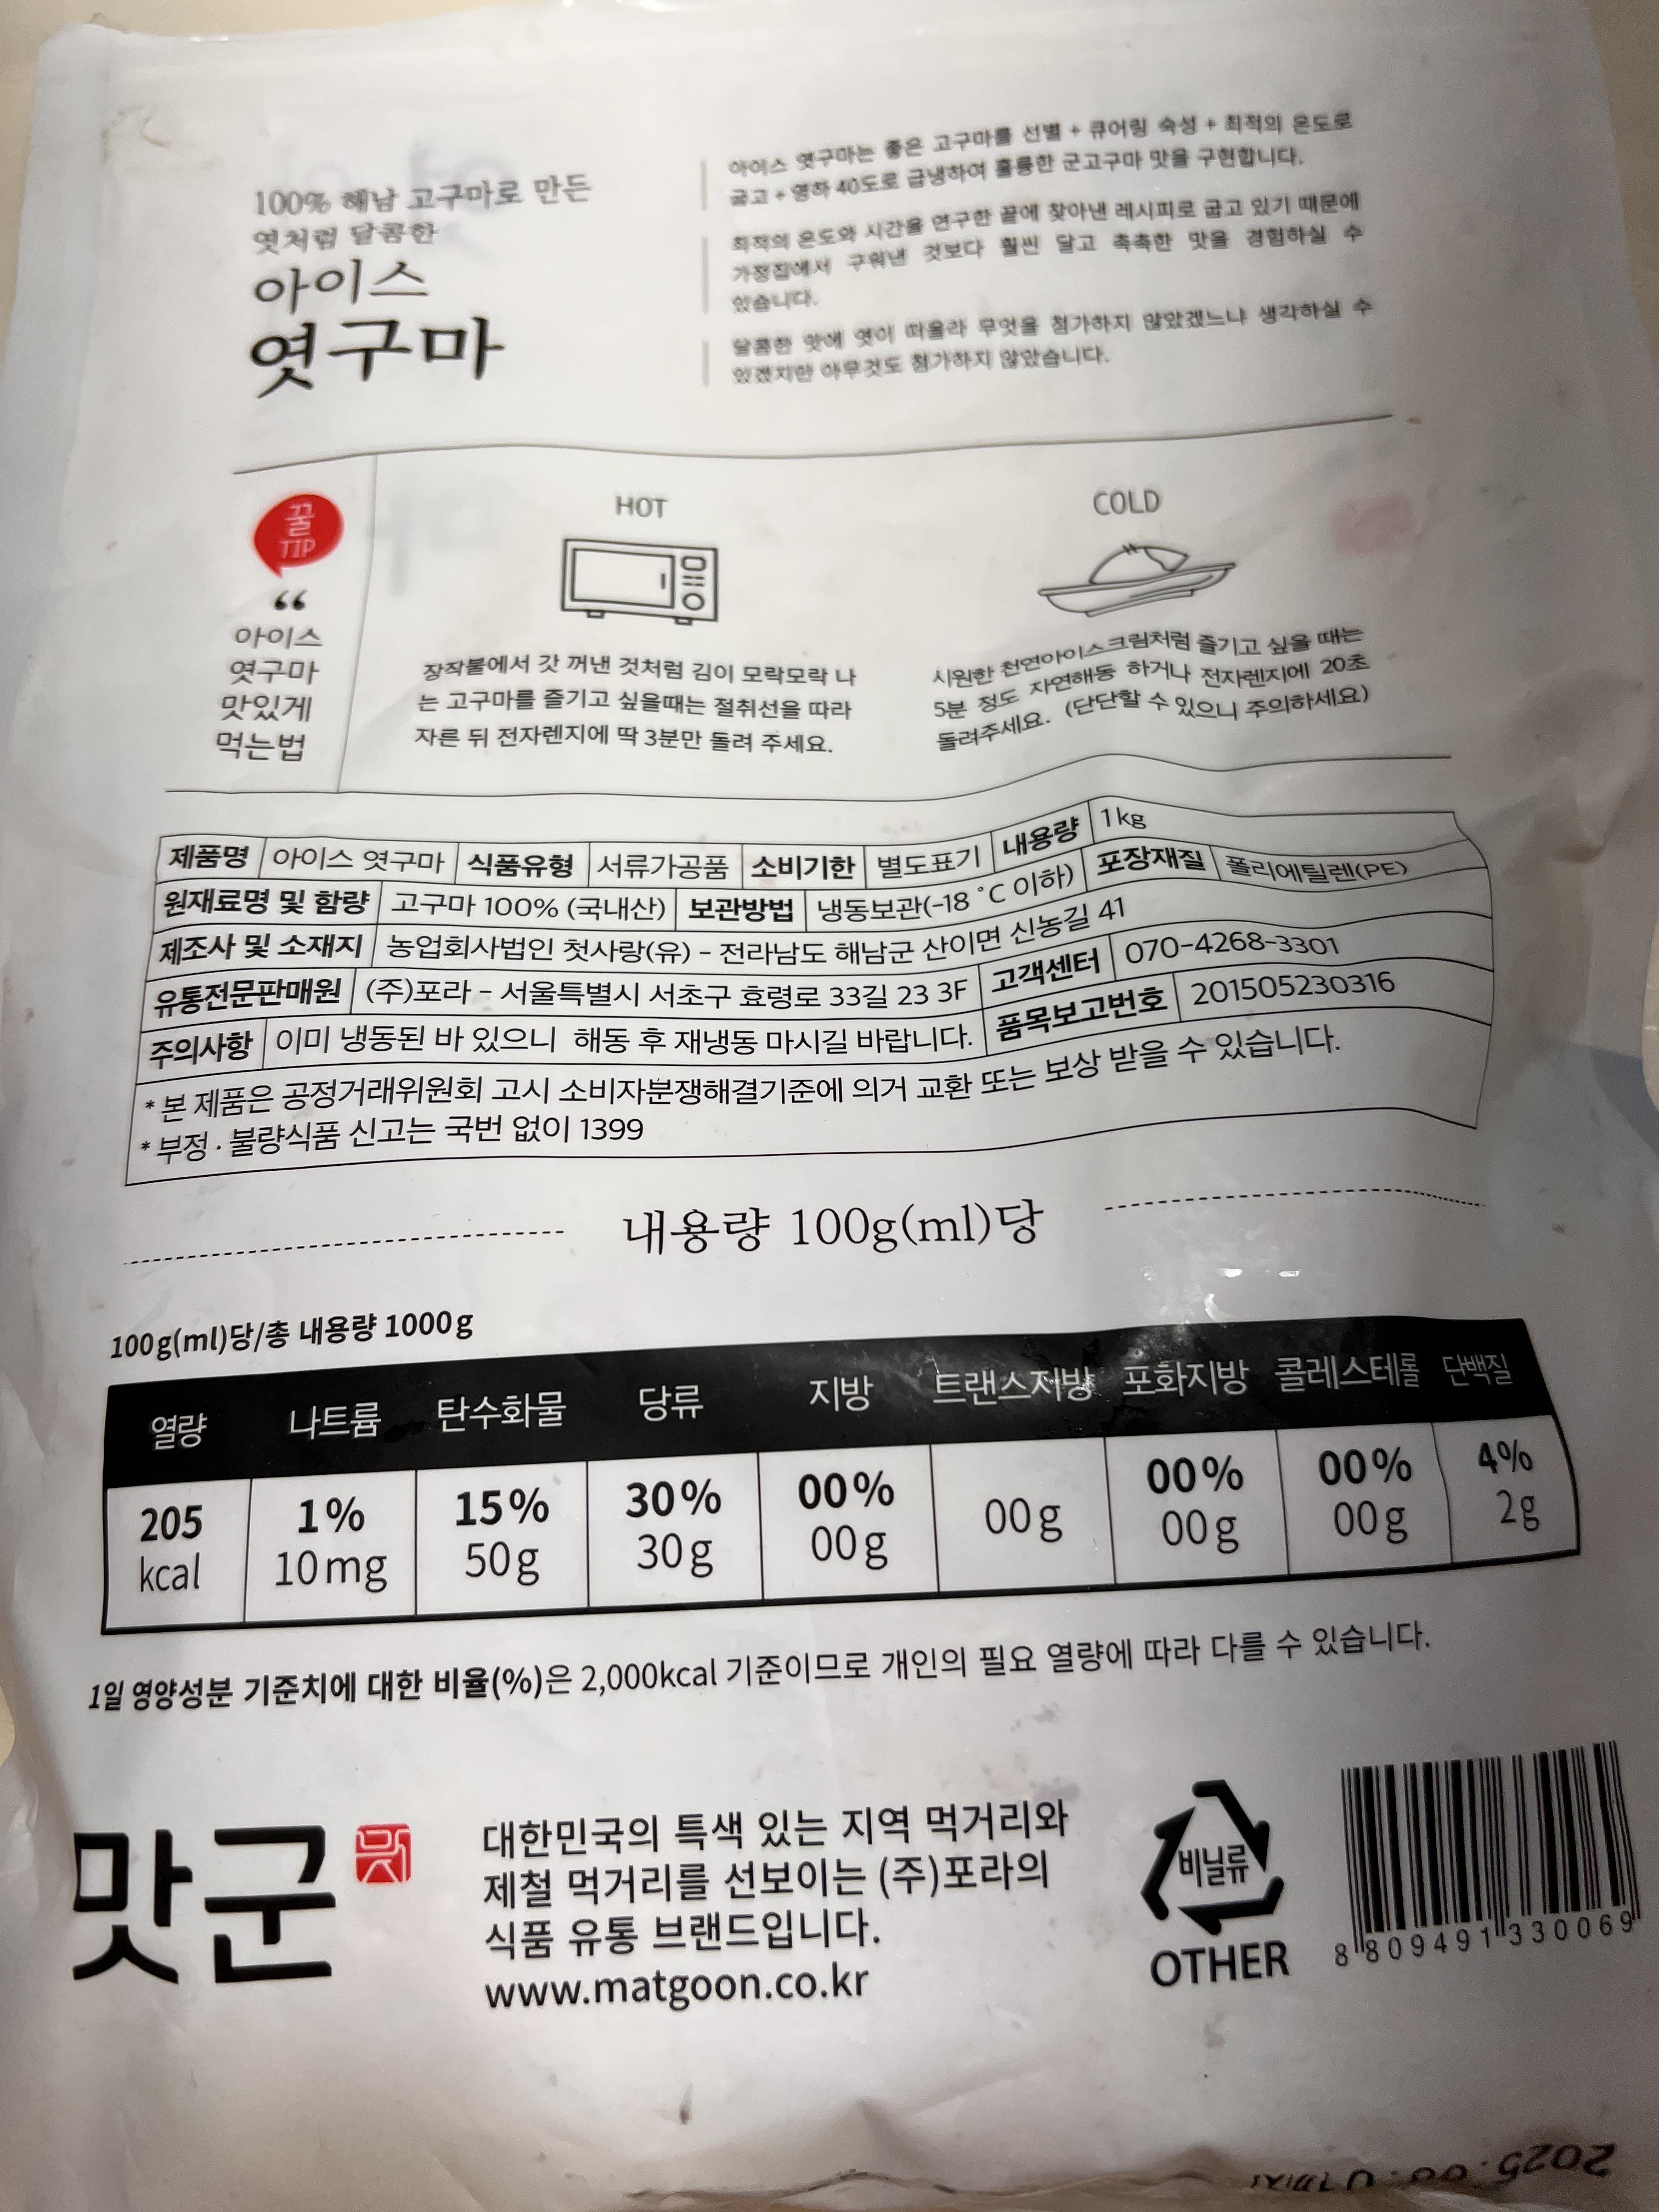 100% 해남 고구마로 만든
엿처럼 달콤한
아이스
엿구마
아이스 엿구마는 좋은 고구마를 선별 + 큐어링 숙성 + 최적의 온도로
굽고 + 영하 40도로 급냉하여 훌륭한 군고구마 맛을 구현합니다.
최적의 온도와 시간을 연구한 끝에 찾아낸 레시피로 굽고 있기 때문에
가정집에서 구워낸 것보다 훨씬 달고 촉촉한 맛을 경험하실 수
있습니다.
달콤한 맛에 엿이 떠올라 무엇을 첨가하지 않았겠느냐 생각하실 수
있겠지만 아무것도 첨가하지 않았습니다.
꿀
TIP
“
아이스
엿구마
맛있게
먹는법
HOT
장작불에서 갓 꺼낸 것처럼 김이 모락모락 나
는 고구마를 즐기고 싶을때는 절취선을 따라
자른 뒤 전자렌지에 딱 3분만 돌려 주세요.
COLD
시원한 천연아이스크림처럼 즐기고 싶을 때는
5분 정도 자연해동 하거나 전자렌지에 20초
돌려주세요. (단단할 수 있으니 주의하세요)
제품명 아이스 엿구마 식품유형 서류가공품 소비기한 별도표기 내용량 1kg
원재료명 및 함량 고구마 100% (국내산) 보관방법 냉동보관(-18 ˚C 이하) 포장재질 폴리에틸렌(PE)
제조사 및 소재지 농업회사법인 첫사랑(유) - 전라남도 해남군 산이면 신농길 41
유통전문판매원 (주)포라 - 서울특별시 서초구 효령로 33길 23 3F 고객센터 070-4268-3301
주의사항 이미 냉동된 바 있으니 해동 후 재냉동 마시길 바랍니다. 품목보고번호 201505230316
* 본 제품은 공정거래위원회 고시 소비자분쟁해결기준에 의거 교환 또는 보상 받을 수 있습니다.
* 부정 · 불량식품 신고는 국번 없이 1399
내용량 100g(ml)당
100g(ml)당/총 내용량 1000g
열량 나트륨 탄수화물 당류 지방 트랜스지방 포화지방 콜레스테롤 단백질
205 1% 15% 30% 00% 00% 00% 4%
kcal 10mg 50g 30g 00g 00g 00g 00g 2g
1일 영양성분 기준치에 대한 비율(%)은 2,000kcal 기준이므로 개인의 필요 열량에 따라 다를 수 있습니다.
맛군
대한민국의 특색 있는 지역 먹거리와
제철 먹거리를 선보이는 (주)포라의
식품 유통 브랜드입니다.
www.matgoon.co.kr
비닐류
OTHER
8 809491 330069